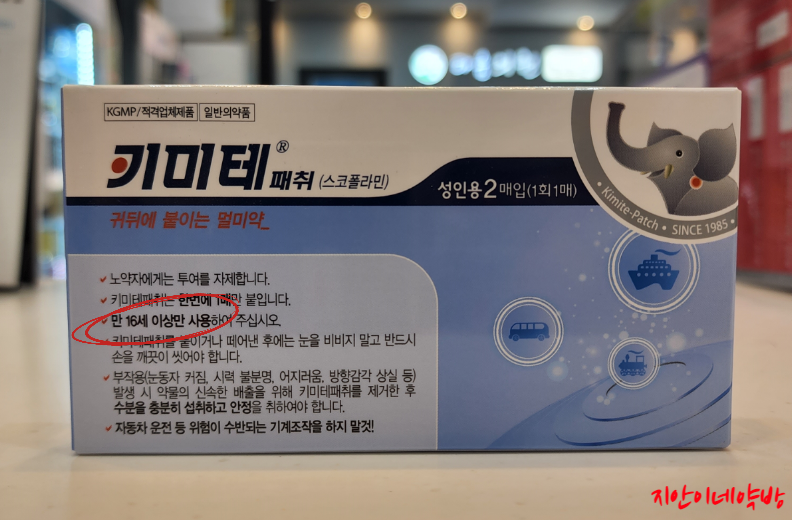 KGMP/적격업체제품 일반의약품
키미테® 패취 (스코폴라민)
성인용 2매입(1회1매)
귀뒤에 붙이는 멀미약_
Kimite-Patch • SINCE 1985 •
노약자에게는 투여를 자제합니다.
키미테패취는 한번에 1매만 붙입니다.
만 16세 이상만 사용하여 주십시오.
키미테패취를 붙이거나 떼어낸 후에는 눈을 비비지 말고 반드시
손을 깨끗이 씻어야 합니다.
부작용(눈동자 커짐, 시력 불분명, 어지러움, 방향감각 상실 등)
발생 시 약물의 신속한 배출을 위해 키미테패취를 제거한 후
수분을 충분히 섭취하고 안정을 취하여야 합니다.
자동차 운전 등 위험이 수반되는 기계조작을 하지 말것!
지안이네약방